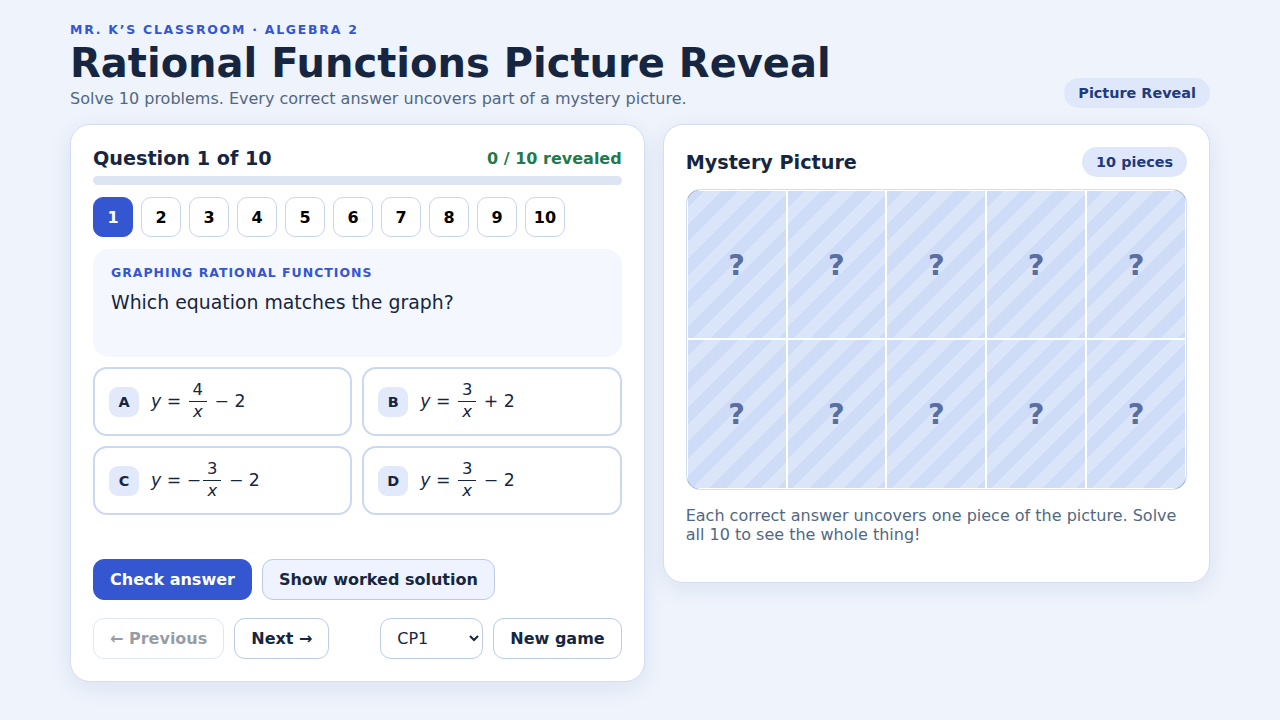 MR. K’S CLASSROOM · ALGEBRA 2
Rational Functions Picture Reveal
Solve 10 problems. Every correct answer uncovers part of a mystery picture.
Picture Reveal
Question 1 of 10
0 / 10 revealed
1 2 3 4 5 6 7 8 9 10
GRAPHING RATIONAL FUNCTIONS
Which equation matches the graph?
A y = 4/x − 2
B y = 3/x + 2
C y = −3/x − 2
D y = 3/x − 2
Check answer
Show worked solution
← Previous
Next →
CP1
New game
Mystery Picture
10 pieces
? ? ? ? ?
? ? ? ? ?
Each correct answer uncovers one piece of the picture. Solve
all 10 to see the whole thing!